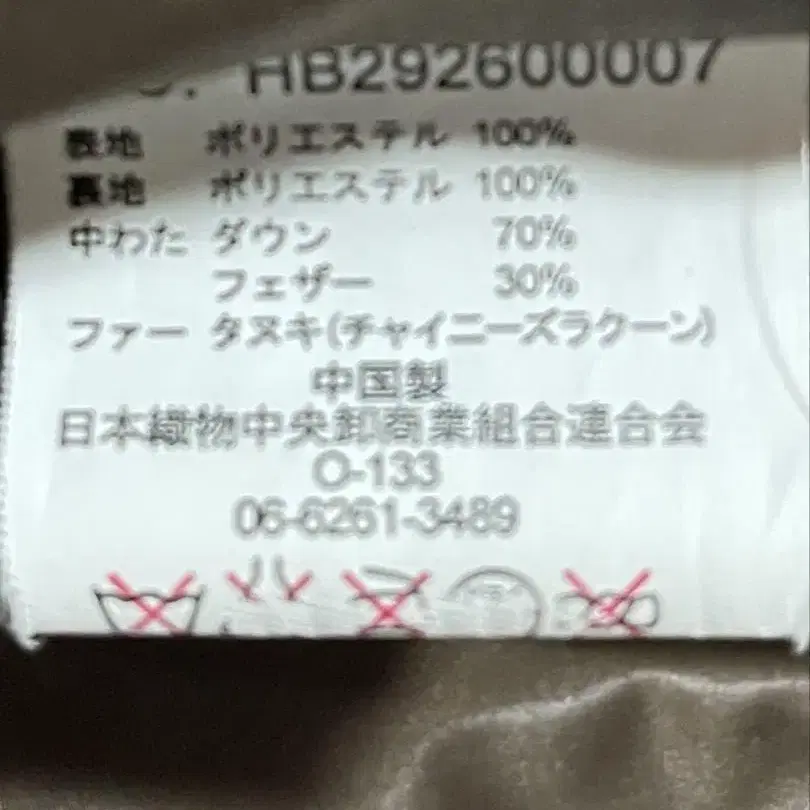 HB292600007
表地 ポリエステル 100%
裏地 ポリエステル 100%
中わた ダウン 70%
フェザー 30%
ファー タヌキ(チャイニーズラクーン)
中国製
日本織物中央卸商業組合連合会
O-133
06-6261-3489